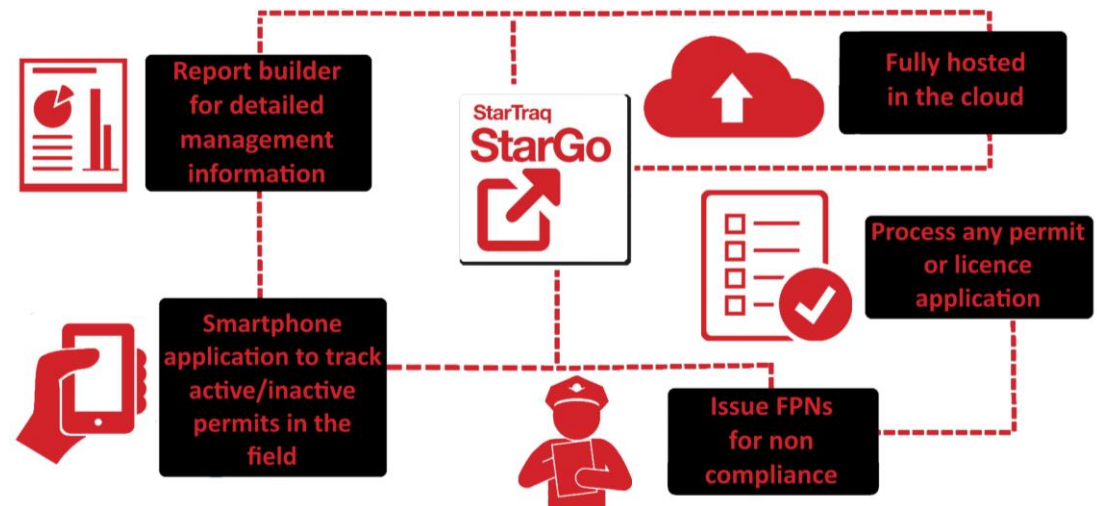 Report builder
for detailed
management
information
StarTraq
StarGo
Fully hosted
in the cloud
Process any permit
or licence
application
Smartphone
application to track
active/inactive
permits in the
field
Issue FPNs
for non
compliance